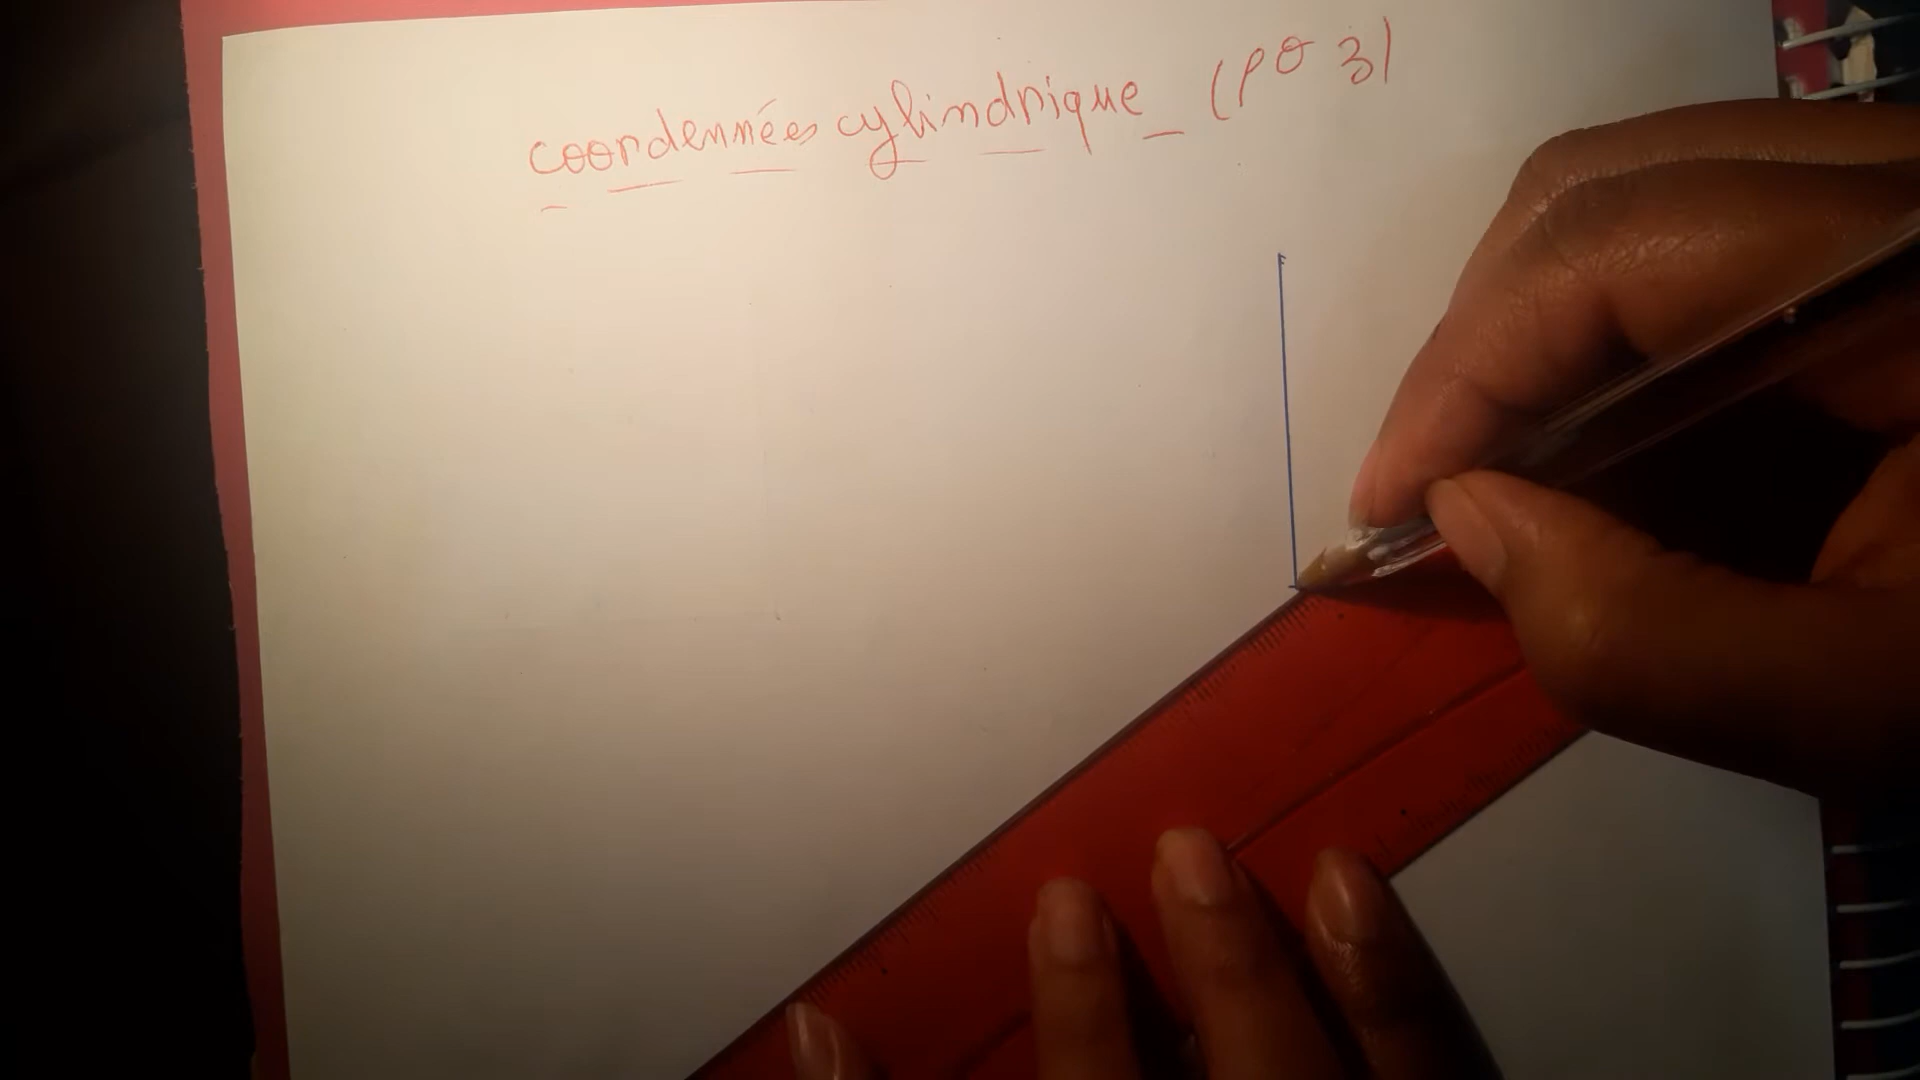 coordennées cylindrique (ρ θ z)